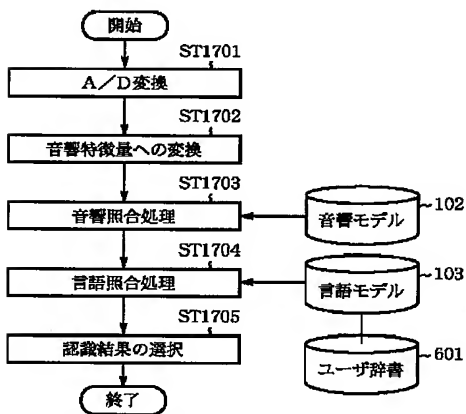 開始
ST1701
A/D変換
ST1702
音響特徴量への変換
ST1703
音響照合処理
102
音響モデル
ST1704
言語照合処理
103
言語モデル
ST1705
認識結果の選択
601
ユーザ辞書
終了